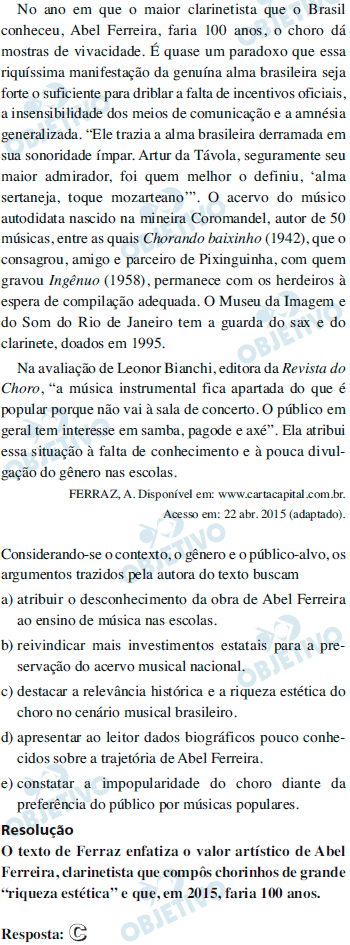 No ano em que o maior clarinetista que o Brasil
conheceu, Abel Ferreira, faria 100 anos, o choro dá
mostras de vivacidade. É quase um paradoxo que essa
riquíssima manifestação da genuína alma brasileira seja
forte o suficiente para driblar a falta de incentivos oficiais,
a insensibilidade dos meios de comunicação e a amnésia
generalizada. “Ele trazia a alma brasileira derramada em
sua sonoridade ímpar. Artur da Távola, seguramente seu
maior admirador, foi quem melhor o definiu, ‘alma
sertaneja, toque mozarteano’”. O acervo do músico
autodidata nascido na mineira Coromandel, autor de 50
músicas, entre as quais Chorando baixinho (1942), que o
consagrou, amigo e parceiro de Pixinguinha, com quem
gravou Ingênuo (1958), permanece com os herdeiros à
espera de compilação adequada. O Museu da Imagem e
do Som do Rio de Janeiro tem a guarda do sax e do
clarinete, doados em 1995.
Na avaliação de Leonor Bianchi, editora da Revista do
Choro, “a música instrumental fica apartada do que é
popular porque não vai à sala de concerto. O público em
geral tem interesse em samba, pagode e axé”. Ela atribui
essa situação à falta de conhecimento e à pouca divul-
gação do gênero nas escolas.
FERRAZ, A. Disponível em: www.cartacapital.com.br.
Acesso em: 22 abr. 2015 (adaptado).
Considerando-se o contexto, o gênero e o público-alvo, os
argumentos trazidos pela autora do texto buscam
a) atribuir o desconhecimento da obra de Abel Ferreira
ao ensino de música nas escolas.
b) reivindicar mais investimentos estatais para a pre-
servação do acervo musical nacional.
c) destacar a relevância histórica e a riqueza estética do
choro no cenário musical brasileiro.
d) apresentar ao leitor dados biográficos pouco conhe-
cidos sobre a trajetória de Abel Ferreira.
e) constatar a impopularidade do choro diante da
preferência do público por músicas populares.
Resolução
O texto de Ferraz enfatiza o valor artístico de Abel
Ferreira, clarinetista que compôs chorinhos de grande
“riqueza estética” e que, em 2015, faria 100 anos.
Resposta: C